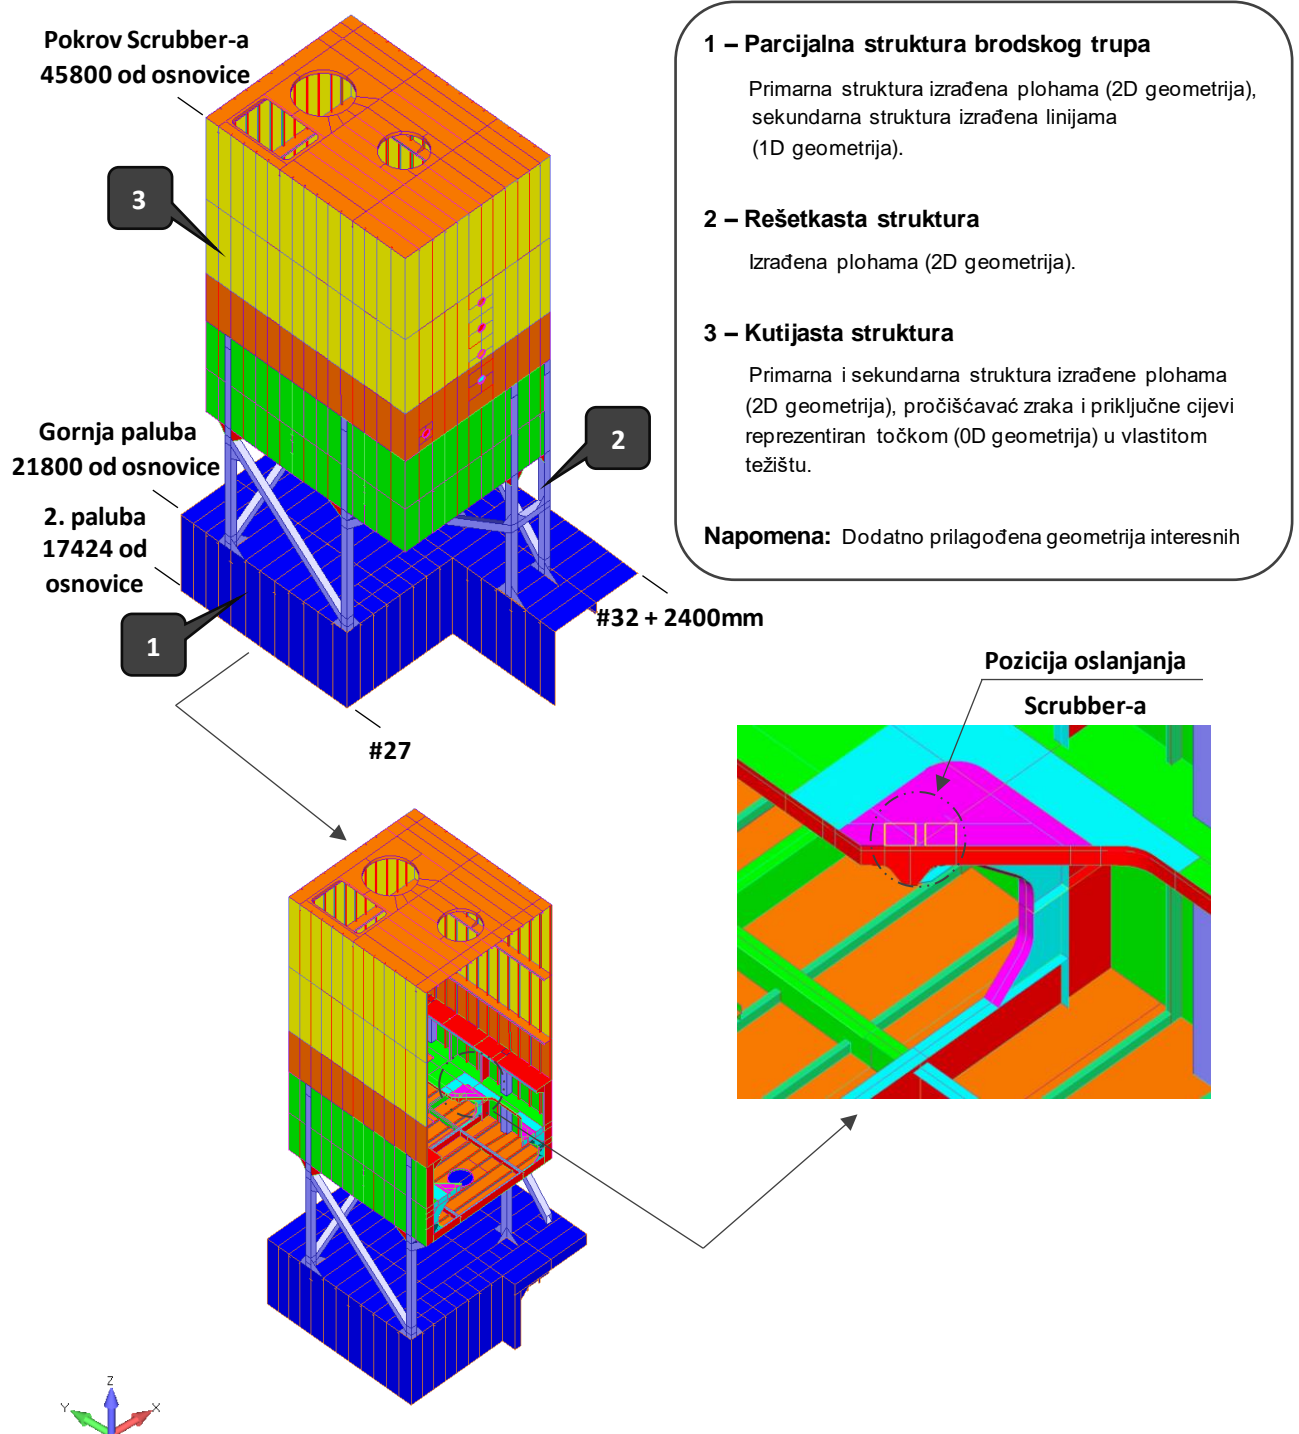 Pokrov Scrubber-a
45800 od osnovice
3
Gornja paluba
21800 od osnovice
2. paluba
17424 od
osnovice
1
2
#32 + 2400mm
#27
1 – Parcijalna struktura brodskog trupa
Primarna struktura izrađena plohama (2D geometrija),
sekundarna struktura izrađena linijama
(1D geometrija).
2 – Rešetkasta struktura
Izrađena plohama (2D geometrija).
3 – Kutijasta struktura
Primarna i sekundarna struktura izrađene plohama
(2D geometrija), pročišćavać zraka i priključne cijevi
reprezentiran točkom (0D geometrija) u vlastitom
težištu.
Napomena: Dodatno prilagođena geometrija interesnih
Pozicija oslanjanja
Scrubber-a
Z
Y
X